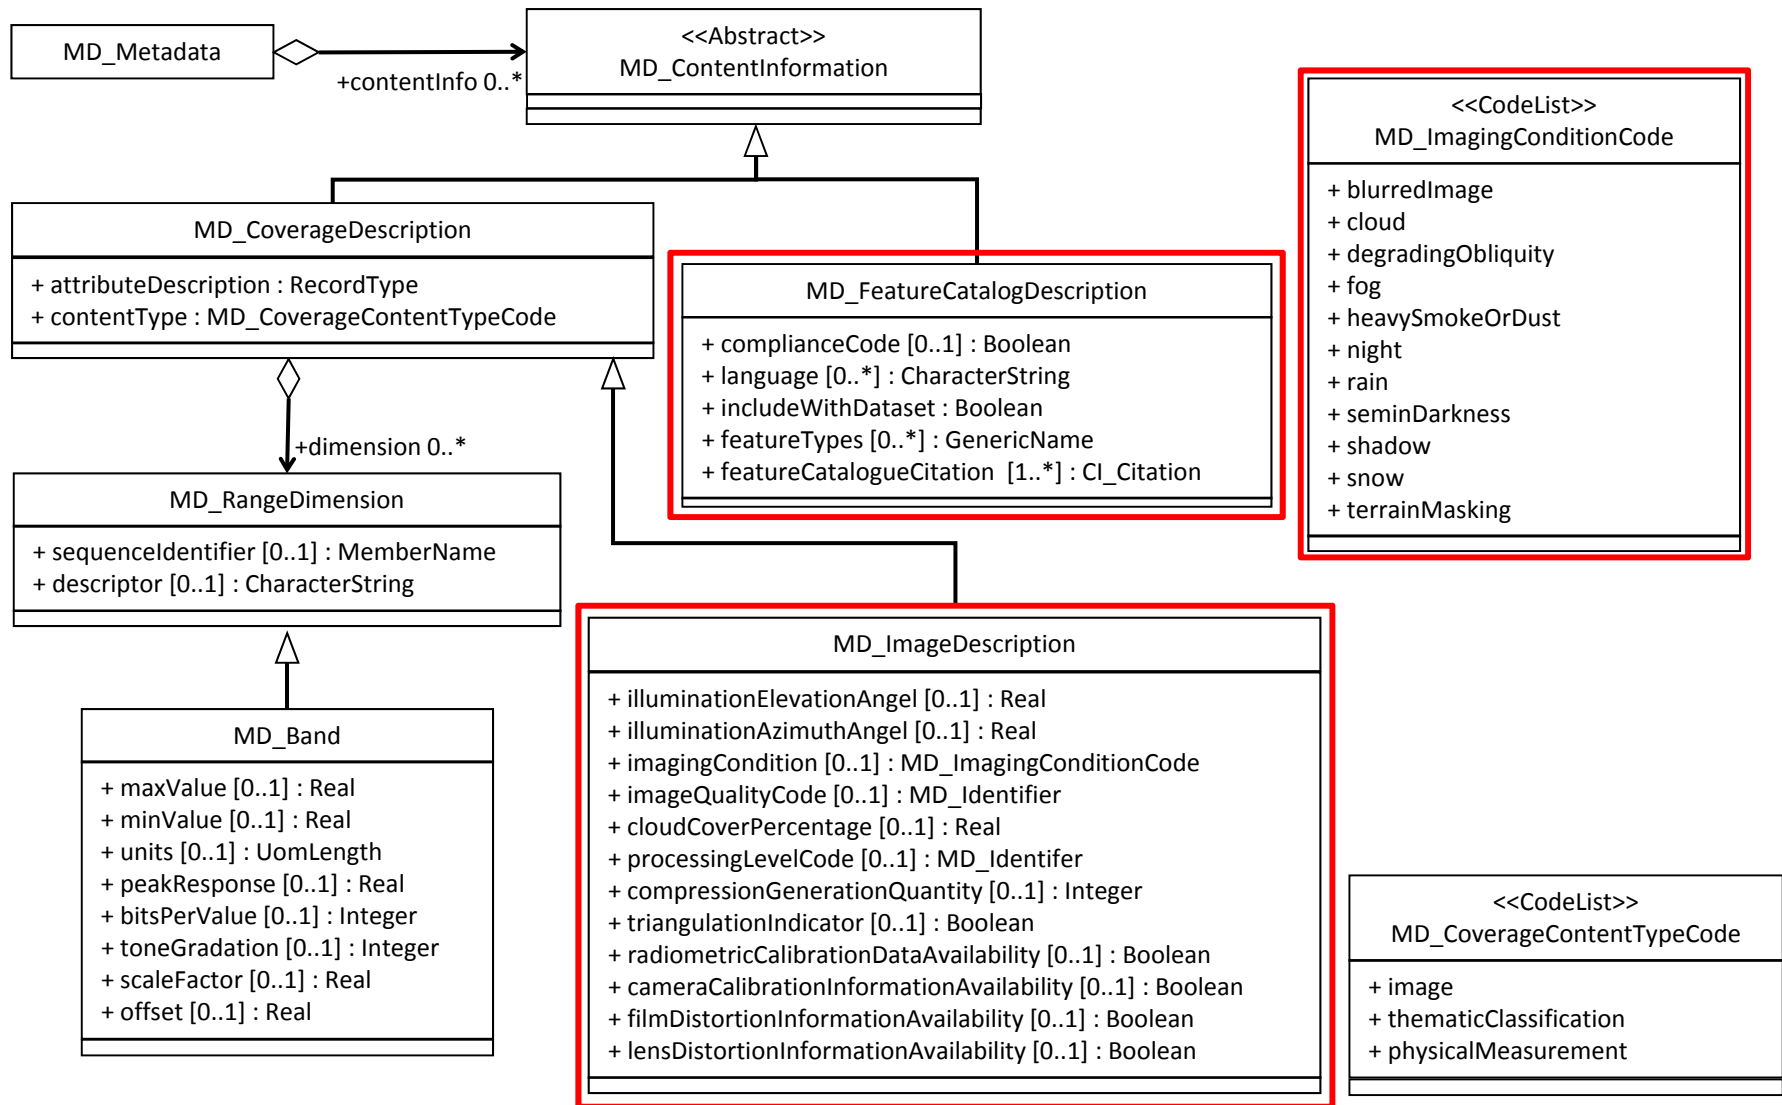 MD_Metadata
+contentInfo 0..*
<<Abstract>>
MD_ContentInformation
<<CodeList>>
MD_ImagingConditionCode
+ blurredImage
+ cloud
+ degradingObliquity
+ fog
+ heavySmokeOrDust
+ night
+ rain
+ seminDarkness
+ shadow
+ snow
+ terrainMasking
MD_CoverageDescription
+ attributeDescription : RecordType
+ contentType : MD_CoverageContentTypeCode
MD_FeatureCatalogDescription
+ complianceCode [0..1] : Boolean
+ language [0..*] : CharacterString
+ includeWithDataset : Boolean
+ featureTypes [0..*] : GenericName
+ featureCatalogueCitation [1..*] : CI_Citation
+dimension 0..*
MD_RangeDimension
+ sequenceIdentifier [0..1] : MemberName
+ descriptor [0..1] : CharacterString
MD_Band
+ maxValue [0..1] : Real
+ minValue [0..1] : Real
+ units [0..1] : UomLength
+ peakResponse [0..1] : Real
+ bitsPerValue [0..1] : Integer
+ toneGradation [0..1] : Integer
+ scaleFactor [0..1] : Real
+ offset [0..1] : Real
MD_ImageDescription
+ illuminationElevationAngel [0..1] : Real
+ illuminationAzimuthAngel [0..1] : Real
+ imagingCondition [0..1] : MD_ImagingConditionCode
+ imageQualityCode [0..1] : MD_Identifier
+ cloudCoverPercentage [0..1] : Real
+ processingLevelCode [0..1] : MD_Identifer
+ compressionGenerationQuantity [0..1] : Integer
+ triangulationIndicator [0..1] : Boolean
+ radiometricCalibrationDataAvailability [0..1] : Boolean
+ cameraCalibrationInformationAvailability [0..1] : Boolean
+ filmDistortionInformationAvailability [0..1] : Boolean
+ lensDistortionInformationAvailability [0..1] : Boolean
<<CodeList>>
MD_CoverageContentTypeCode
+ image
+ thematicClassification
+ physicalMeasurement